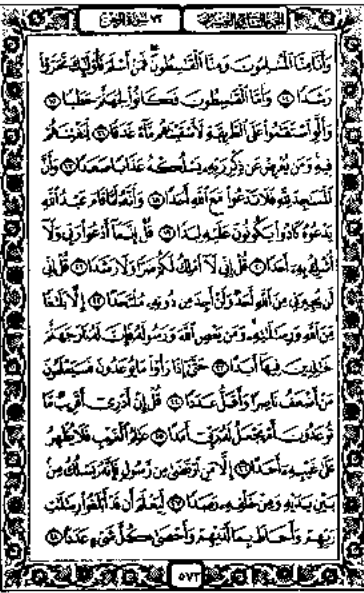 الجزء التاسع والعشرون ٧٢ سورة الجن
وَأَنَّا مِنَّا الْمُسْلِمُونَ وَمِنَّا الْقَاسِطُونَ فَمَنْ أَسْلَمَ فَأُولَٰئِكَ تَحَرَّوْا
رَشَدًا ١٤ وَأَمَّا الْقَاسِطُونَ فَكَانُوا لِجَهَنَّمَ حَطَبًا ١٥
وَأَلَّوِ اسْتَقَامُوا عَلَى الطَّرِيقَةِ لَأَسْقَيْنَاهُم مَّاءً غَدَقًا ١٦ لِّنَفْتِنَهُمْ
فِيهِ وَمَن يُعْرِضْ عَن ذِكْرِ رَبِّهِ يَسْلُكْهُ عَذَابًا صَعَدًا ١٧ وَأَنَّ
الْمَسَاجِدَ لِلَّهِ فَلَا تَدْعُوا مَعَ اللَّهِ أَحَدًا ١٨ وَأَنَّهُ لَمَّا قَامَ عَبْدُ اللَّهِ
يَدْعُوهُ كَادُوا يَكُونُونَ عَلَيْهِ لِبَدًا ١٩ قُلْ إِنَّمَا أَدْعُوا رَبِّي وَلَا
أُشْرِكُ بِهِ أَحَدًا ٢٠ قُلْ إِنِّي لَا أَمْلِكُ لَكُمْ ضَرًّا وَلَا رَشَدًا ٢١ قُلْ إِنِّي
لَن يُجِيرَنِي مِنَ اللَّهِ أَحَدٌ وَلَنْ أَجِدَ مِن دُونِهِ مُلْتَحَدًا ٢٢ إِلَّا بَلَاغًا
مِّنَ اللَّهِ وَرِسَالَاتِهِ وَمَن يَعْصِ اللَّهَ وَرَسُولَهُ فَإِنَّ لَهُ نَارَ جَهَنَّمَ
خَالِدِينَ فِيهَا أَبَدًا ٢٣ حَتَّىٰ إِذَا رَأَوْا مَا يُوعَدُونَ فَسَيَعْلَمُونَ
مَنْ أَضْعَفُ نَاصِرًا وَأَقَلُّ عَدَدًا ٢٤ قُلْ إِنْ أَدْرِي أَقَرِيبٌ مَّا
تُوعَدُونَ أَمْ يَجْعَلُ لَهُ رَبِّي أَمَدًا ٢٥ عَالِمُ الْغَيْبِ فَلَا يُظْهِرُ
عَلَىٰ غَيْبِهِ أَحَدًا ٢٦ إِلَّا مَنِ ارْتَضَىٰ مِن رَّسُولٍ فَإِنَّهُ يَسْلُكُ مِن
بَيْنِ يَدَيْهِ وَمِنْ خَلْفِهِ رَصَدًا ٢٧ لِّيَعْلَمَ أَن قَدْ أَبْلَغُوا رِسَالَاتِ
رَبِّهِمْ وَأَحَاطَ بِمَا لَدَيْهِمْ وَأَحْصَىٰ كُلَّ شَيْءٍ عَدَدًا ٢٨
٥٧٣